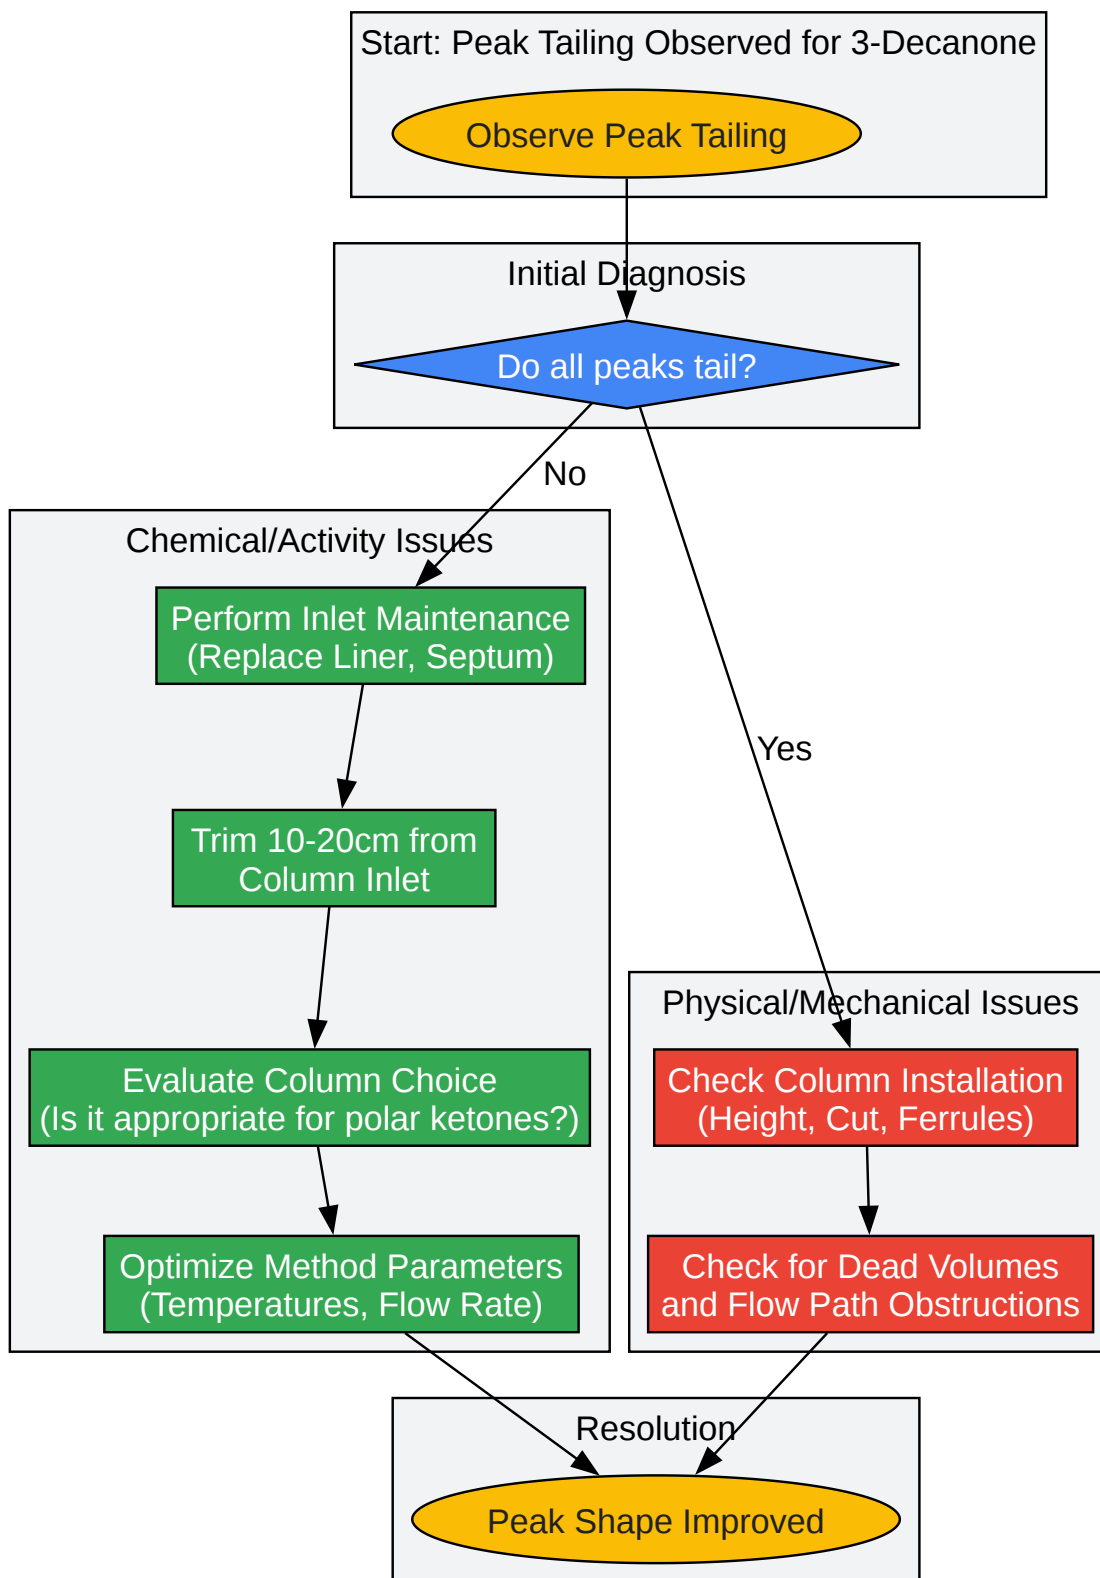 Start: Peak Tailing Observed for 3-Decanone
Observe Peak Tailing
Initial Diagnosis
Do all peaks tail?
No
Chemical/Activity Issues
Perform Inlet Maintenance
(Replace Liner, Septum)
Trim 10-20cm from
Column Inlet
Evaluate Column Choice
(Is it appropriate for polar ketones?)
Optimize Method Parameters
(Temperatures, Flow Rate)
Yes
Physical/Mechanical Issues
Check Column Installation
(Height, Cut, Ferrules)
Check for Dead Volumes
and Flow Path Obstructions
Resolution
Peak Shape Improved